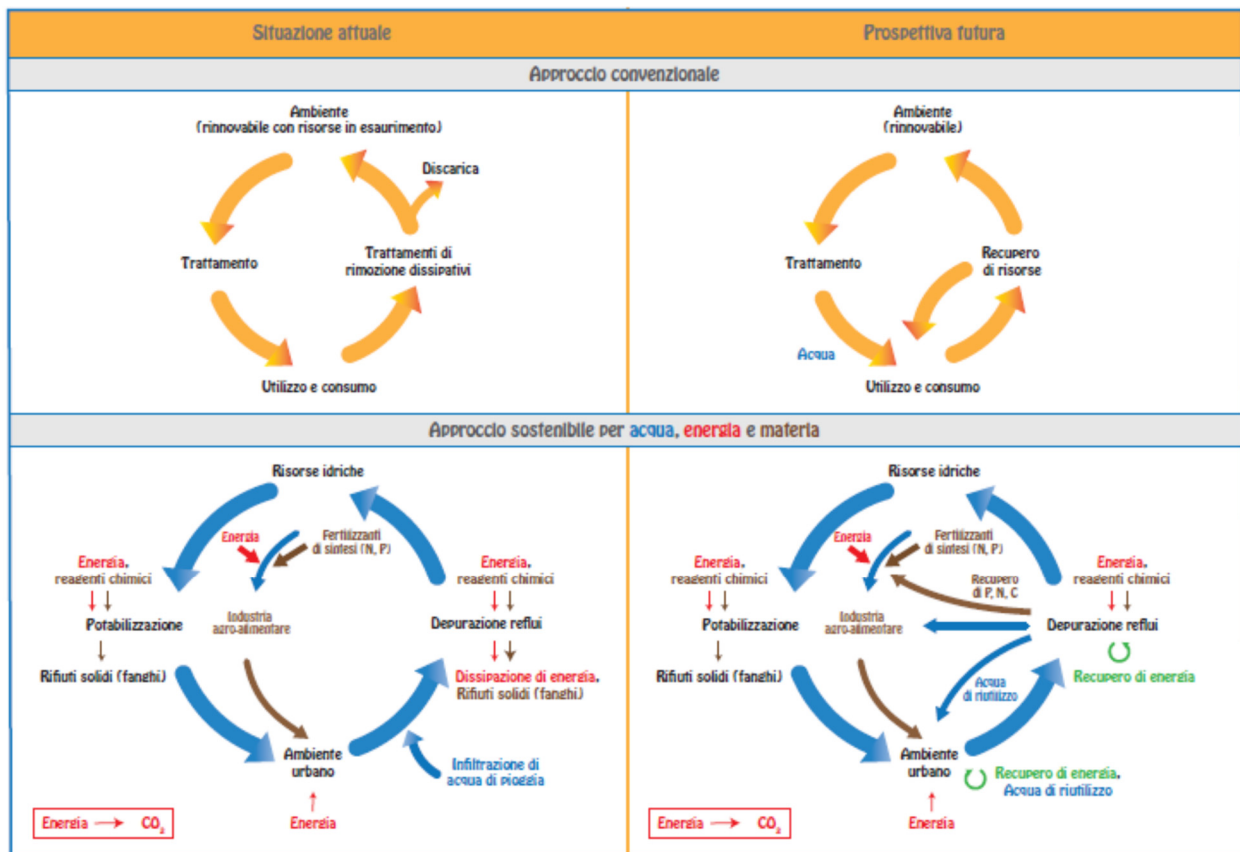 Situazione attuale
Prospettiva futura
Approccio convenzionale
Ambiente
(rinnovabile con risorse in esaurimento)
Discarica
Trattamento
Trattamenti di
rimozione dissipativi
Utilizzo e consumo
Ambiente
(rinnovabile)
Trattamento
Recupero
di risorse
Acqua
Utilizzo e consumo
Approccio sostenibile per acqua, energia e materia
Risorse idriche
Energia
Fertilizzanti
di sintesi (N, P)
Energia,
reagenti chimici
Energia,
reagenti chimici
Potabilizzazione
Industria
agro-alimentare
Depurazione reflui
Rifiuti solidi (fanghi)
Dissipazione di energia,
Rifiuti solidi (fanghi)
Ambiente
urbano
Infiltrazione di
acqua di pioggia
Energia
Energia → CO₂
Risorse idriche
Energia
Fertilizzanti
di sintesi (N, P)
Energia,
reagenti chimici
Recupero
di P, N, C
Energia,
reagenti chimici
Potabilizzazione
Industria
agro-alimentare
Depurazione reflui
Rifiuti solidi (fanghi)
Acqua
di riutilizzo
Recupero di energia
Ambiente
urbano
Recupero di energia,
Acqua di riutilizzo
Energia
Energia → CO₂